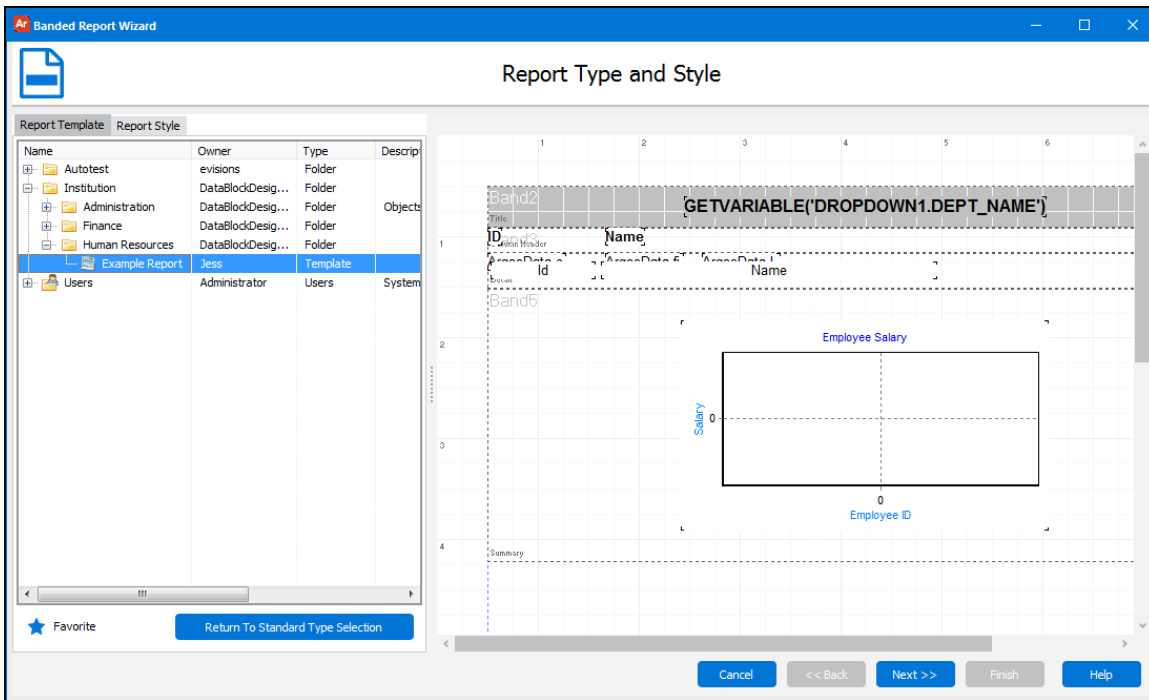 Ar Banded Report Wizard
Report Type and Style
Report Template Report Style
Name Owner Type Descript
Autotest evisions Folder
Institution DataBlockDesig... Folder
Administration DataBlockDesig... Folder Objects
Finance DataBlockDesig... Folder
Human Resources DataBlockDesig... Folder
Example Report Jess Template
Users Administrator Users System
Favorite
Return To Standard Type Selection
1 2 3 4 5 6
Band2
GETVARIABLE('DROPDOWN1.DEPT_NAME')
Title
1
ID Name
Header
Id Name
Detail
Band5
2
Employee Salary
Salary
0
3
0
Employee ID
4
Summary
Cancel << Back Next >> Finish Help